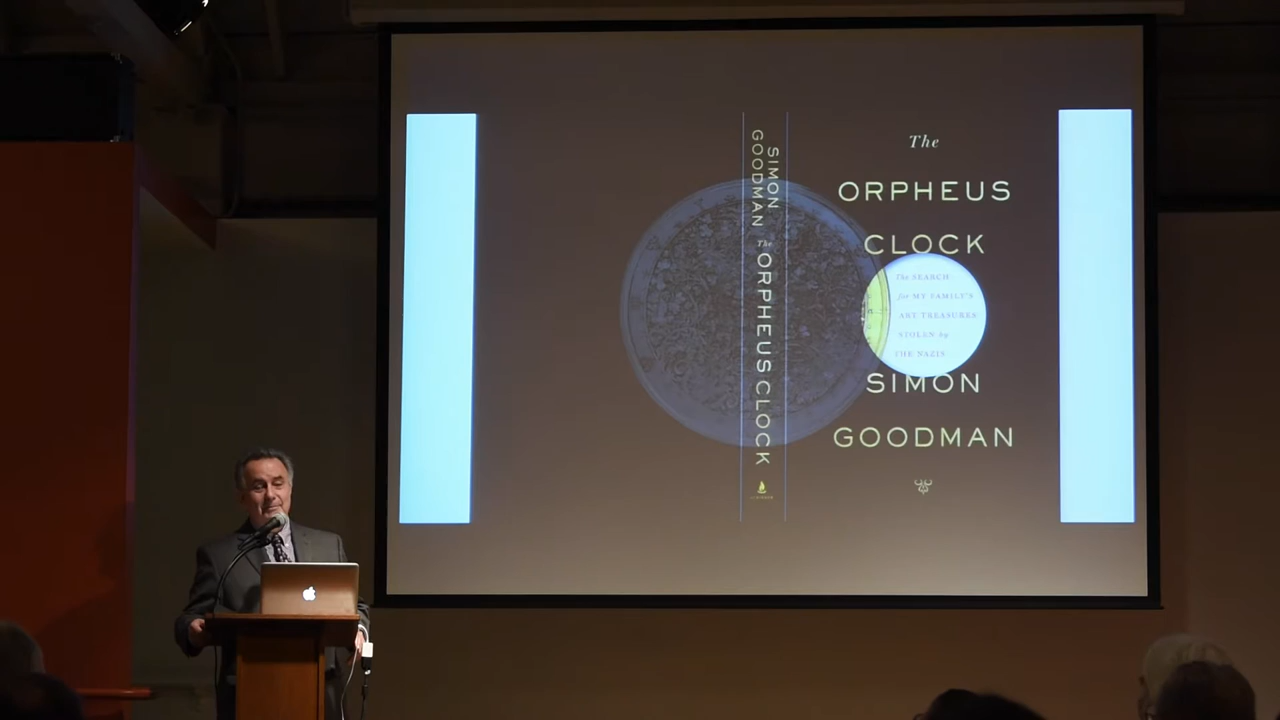 SIMON
GOODMAN
The
ORPHEUS CLOCK
The
ORPHEUS
CLOCK
The SEARCH
for MY FAMILY'S
ART TREASURES
STOLEN by
THE NAZIS
SIMON
GOODMAN